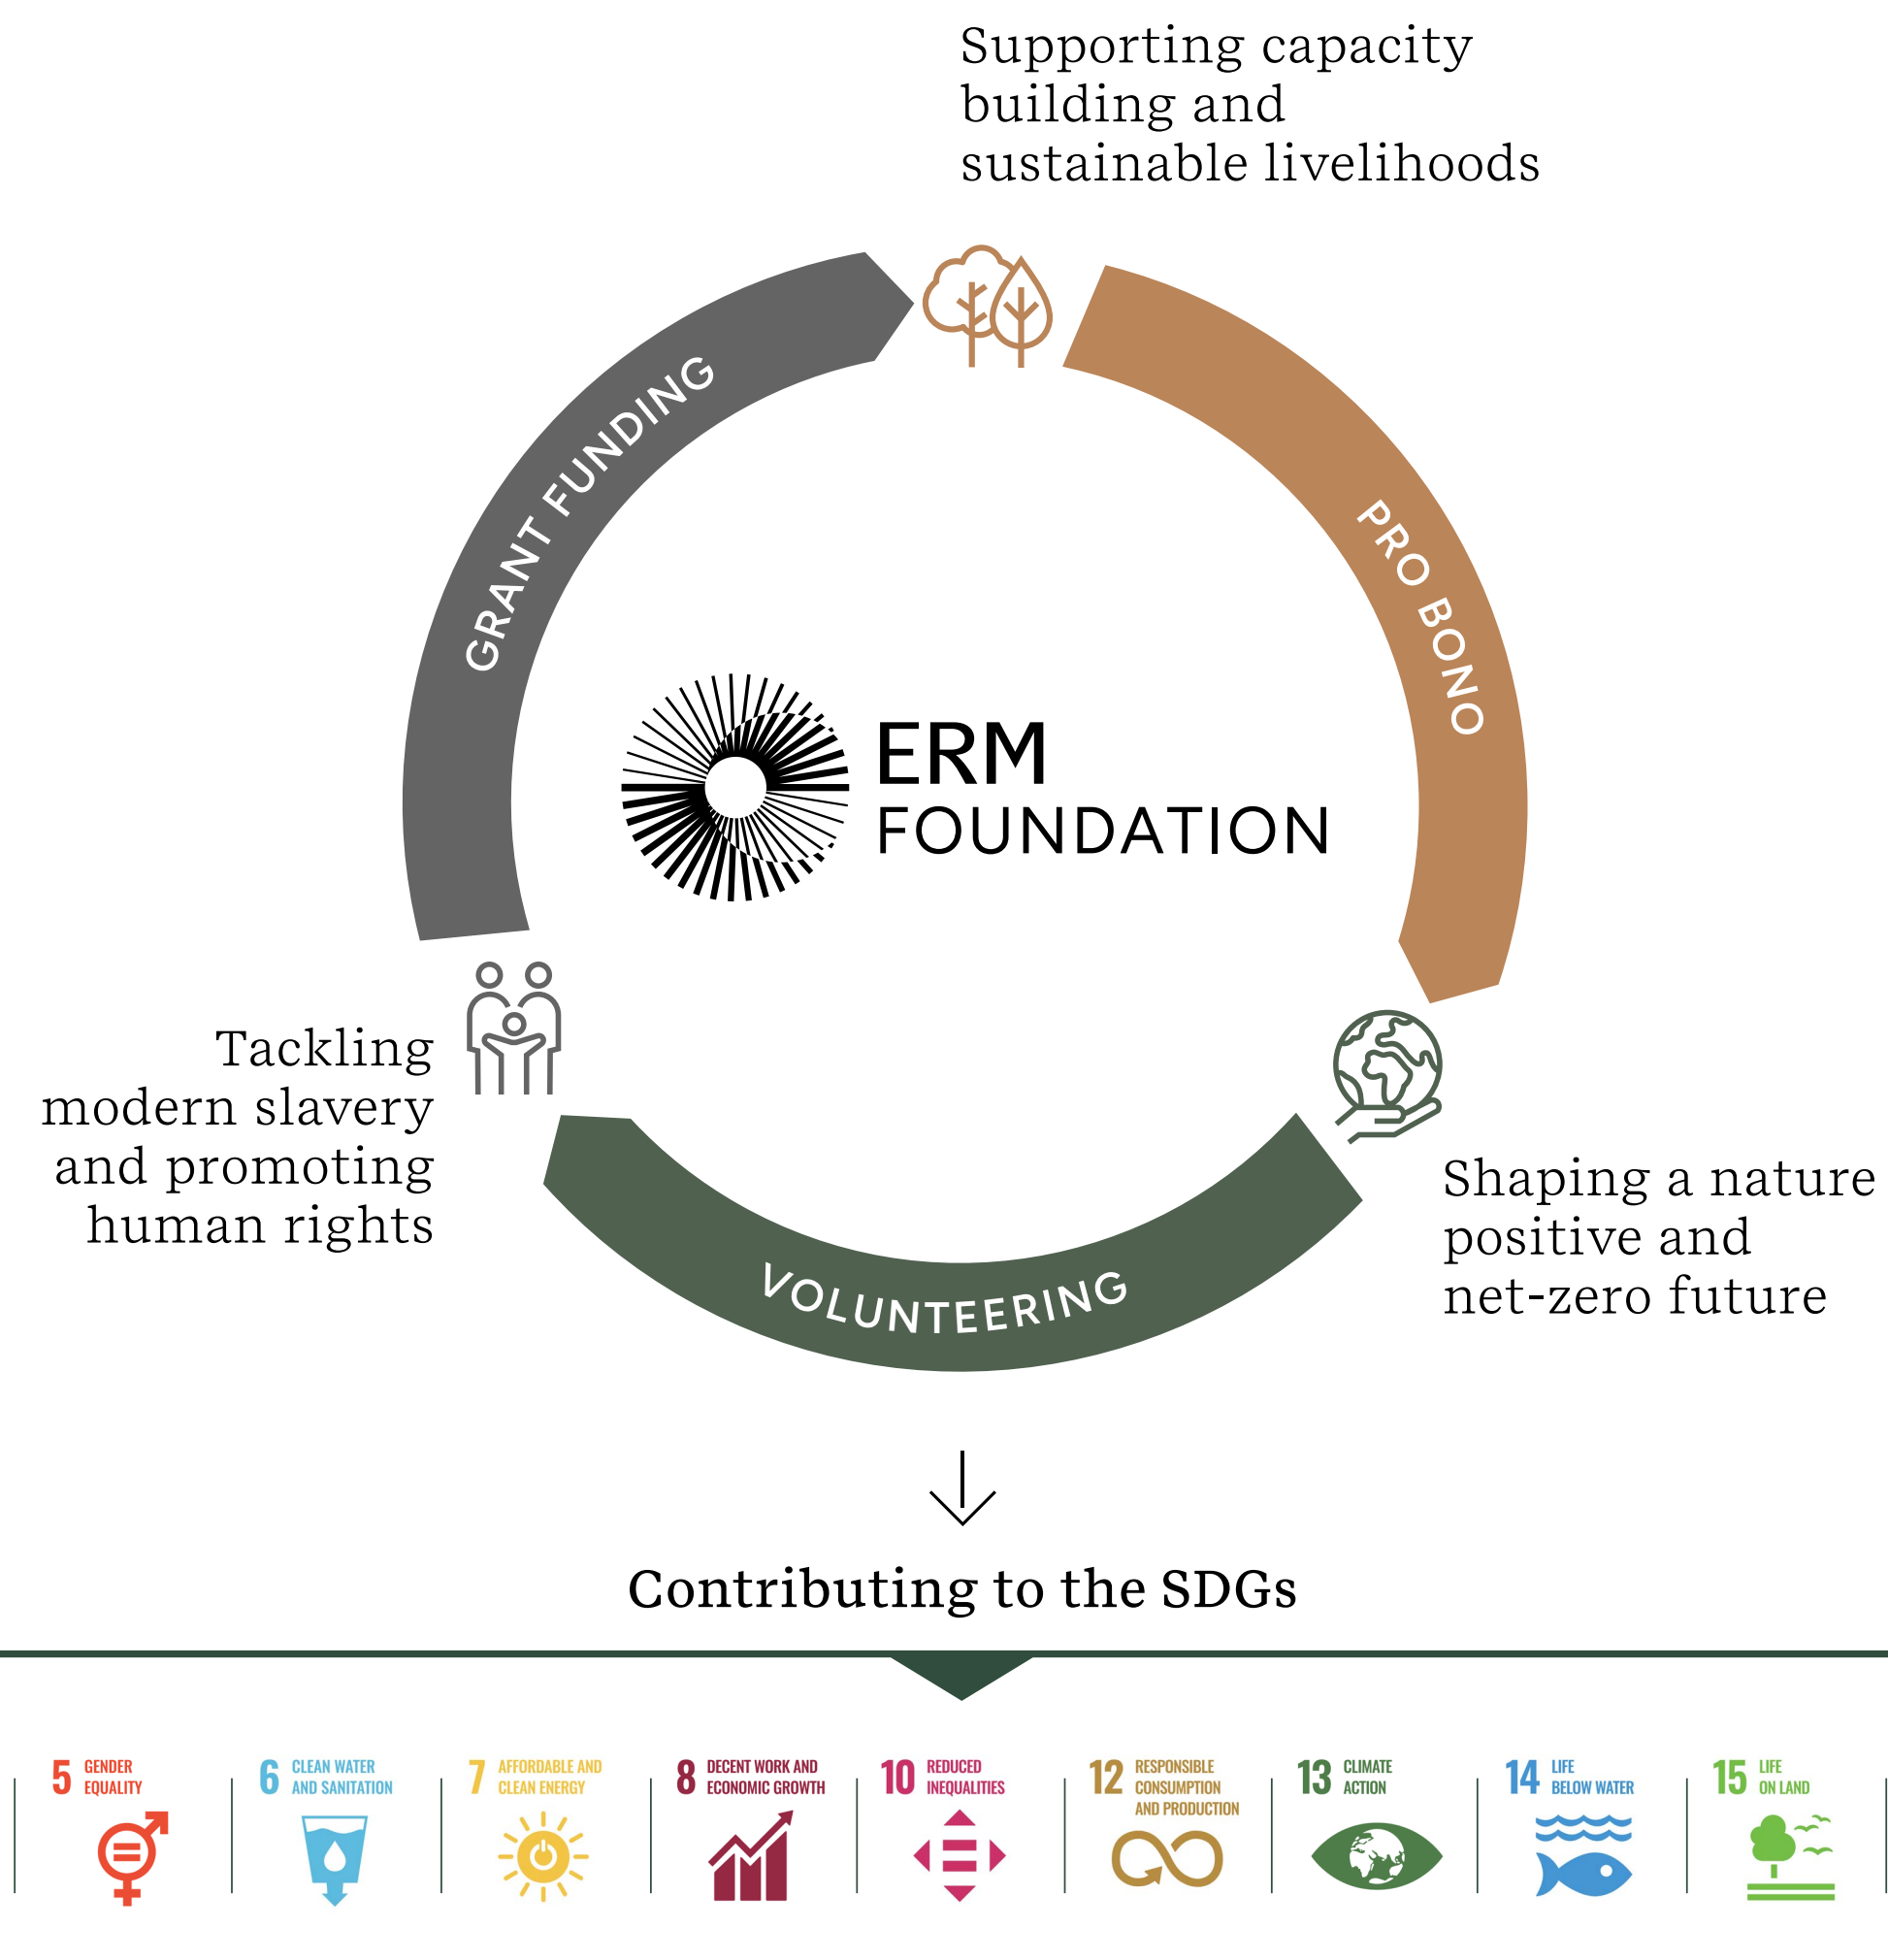 Supporting capacity
building and
sustainable livelihoods
GRANT FUNDING
PRO BONO
ERM
FOUNDATION
Tackling
modern slavery
and promoting
human rights
Shaping a nature
positive and
net-zero future
VOLUNTEERING
Contributing to the SDGs
5 GENDER
EQUALITY
6 CLEAN WATER
AND SANITATION
7 AFFORDABLE AND
CLEAN ENERGY
8 DECENT WORK AND
ECONOMIC GROWTH
10 REDUCED
INEQUALITIES
12 RESPONSIBLE
CONSUMPTION
AND PRODUCTION
13 CLIMATE
ACTION
14 LIFE
BELOW WATER
15 LIFE
ON LAND